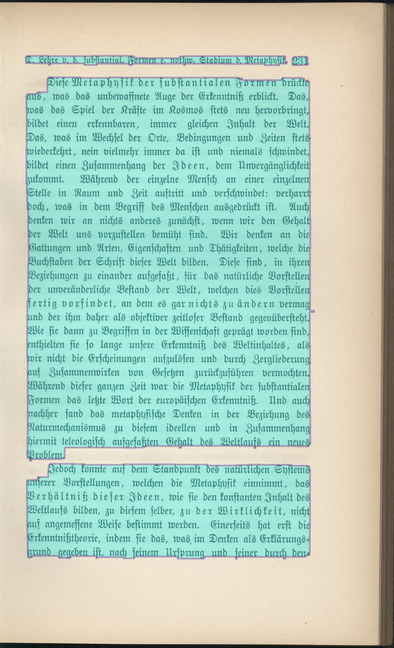 D. Lehre v. d. substantial. Formen e. nothw. Stadium d. Metaphysik. 231
Diese Metaphysik der substantialen Formen drückte
aus, was das unbewaffnete Auge der Erkenntniß erblickt. Das,
was das Spiel der Kräfte im Kosmos stets neu hervorbringt,
bildet einen erkennbaren, immer gleichen Inhalt der Welt.
Das, was im Wechsel der Orte, Bedingungen und Zeiten stets
wiederkehrt, nein vielmehr immer da ist und niemals schwindet,
bildet einen Zusammenhang der Ideen, dem Unvergänglichkeit
zukommt. Während der einzelne Mensch an einer einzelnen
Stelle in Raum und Zeit auftritt und verschwindet: verharrt
doch, was in dem Begriff des Menschen ausgedrückt ist. Auch
denken wir an nichts anderes zunächst, wenn wir den Gehalt
der Welt uns vorzustellen bemüht sind. Wir denken an die
Gattungen und Arten, Eigenschaften und Thätigkeiten, welche die
Buchstaben der Schrift dieser Welt bilden. Diese sind, in ihren
Beziehungen zu einander aufgefaßt, für das natürliche Vorstellen
der unveränderliche Bestand der Welt, welchen dies Vorstellen
fertig vorfindet, an dem es gar nichts zu ändern vermag
und der ihm daher als objektiver zeitloser Bestand gegenübersteht.
Wie sie dann zu Begriffen in der Wissenschaft geprägt worden sind,
enthielten sie so lange unsere Erkenntniß des Weltinhaltes, als
wir nicht die Erscheinungen aufzulösen und durch Zergliederung
auf Zusammenwirken von Gesetzen zurückzuführen vermochten.
Während dieser ganzen Zeit war die Metaphysik der substantialen
Formen das letzte Wort der europäischen Erkenntniß. Und auch
nachher fand das metaphysische Denken in der Beziehung des
Naturmechanismus zu diesem ideellen und in Zusammenhang
hiermit teleologisch aufgefaßten Gehalt des Weltlaufs ein neues
Problem.
Jedoch konnte auf dem Standpunkt des natürlichen Systems
unserer Vorstellungen, welchen die Metaphysik einnimmt, das
Verhältniß dieser Ideen, wie sie den konstanten Inhalt des
Weltlaufs bilden, zu diesem selber, zu der Wirklichkeit, nicht
auf angemessene Weise bestimmt werden. Einerseits hat erst die
Erkenntnißtheorie, indem sie das, was im Denken als Erklärungs-
grund gegeben ist, nach seinem Ursprung und seiner durch den-